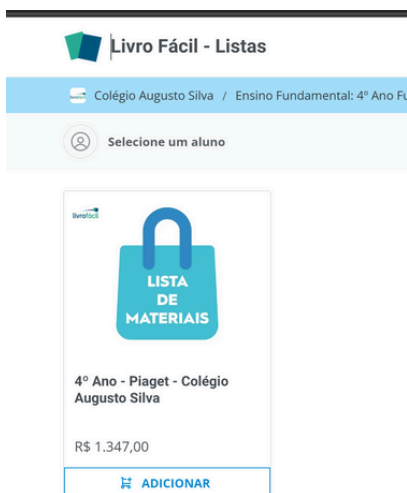 Livro Fácil - Listas
Colégio Augusto Silva / Ensino Fundamental: 4º Ano Fu
Selecione um aluno
livrofácil
LISTA
DE
MATERIAIS
4º Ano - Piaget - Colégio
Augusto Silva
R$ 1.347,00
ADICIONAR